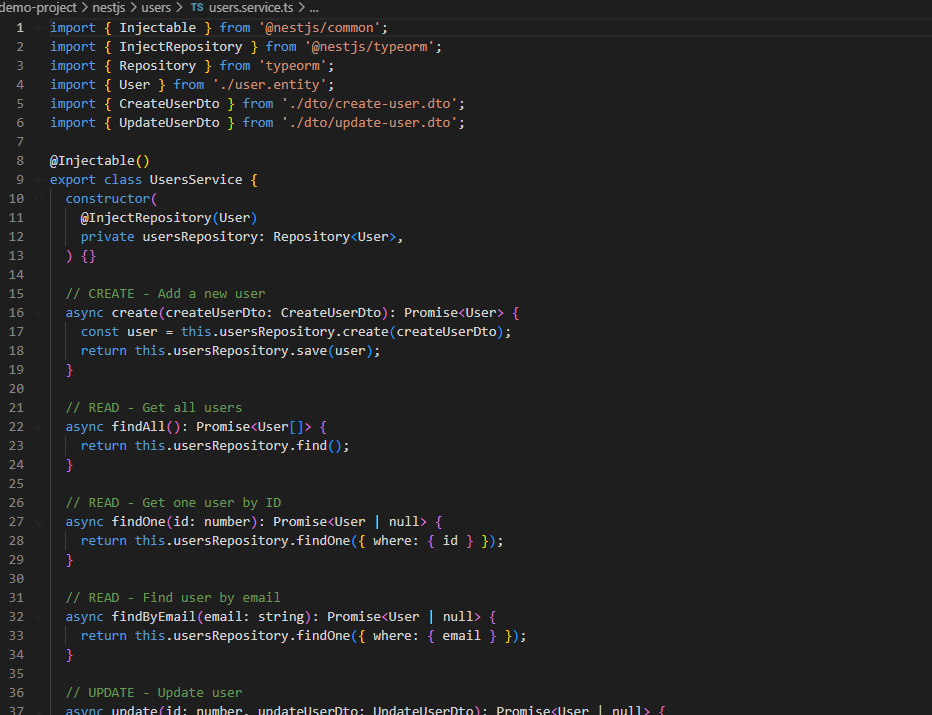 demo-project > nestjs > users > TS users.service.ts > ...
1 import { Injectable } from '@nestjs/common';
2 import { InjectRepository } from '@nestjs/typeorm';
3 import { Repository } from 'typeorm';
4 import { User } from './user.entity';
5 import { CreateUserDto } from './dto/create-user.dto';
6 import { UpdateUserDto } from './dto/update-user.dto';
7
8 @Injectable()
9 export class UsersService {
10   constructor(
11     @InjectRepository(User)
12     private usersRepository: Repository<User>,
13   ) {}
14
15   // CREATE - Add a new user
16   async create(createUserDto: CreateUserDto): Promise<User> {
17     const user = this.usersRepository.create(createUserDto);
18     return this.usersRepository.save(user);
19   }
20
21   // READ - Get all users
22   async findAll(): Promise<User[]> {
23     return this.usersRepository.find();
24   }
25
26   // READ - Get one user by ID
27   async findOne(id: number): Promise<User | null> {
28     return this.usersRepository.findOne({ where: { id } });
29   }
30
31   // READ - Find user by email
32   async findByEmail(email: string): Promise<User | null> {
33     return this.usersRepository.findOne({ where: { email } });
34   }
35
36   // UPDATE - Update user
37   async update(id: number, updateUserDto: UpdateUserDto): Promise<User | null> {